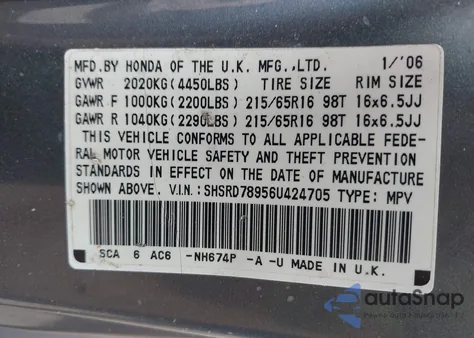 MFD.BY HONDA OF THE U.K. MFG.,LTD. 1/'06
GVWR 2020KG(4450LBS) TIRE SIZE RIM SIZE
GAWR F 1000KG(2200LBS) 215/65R16 98T 16x6.5JJ
GAWR R 1040KG(2290LBS) 215/65R16 98T 16x6.5JJ
THIS VEHICLE CONFORMS TO ALL APPLICABLE FEDE-
RAL MOTOR VEHICLE SAFETY AND THEFT PREVENTION
STANDARDS IN EFFECT ON THE DATE OF MANUFACTURE
SHOWN ABOVE. V.I.N.: SHSRD78956U424705 TYPE: MPV
SCA 6 AC6 -NH674P -A -U MADE IN U.K.
autoSnap